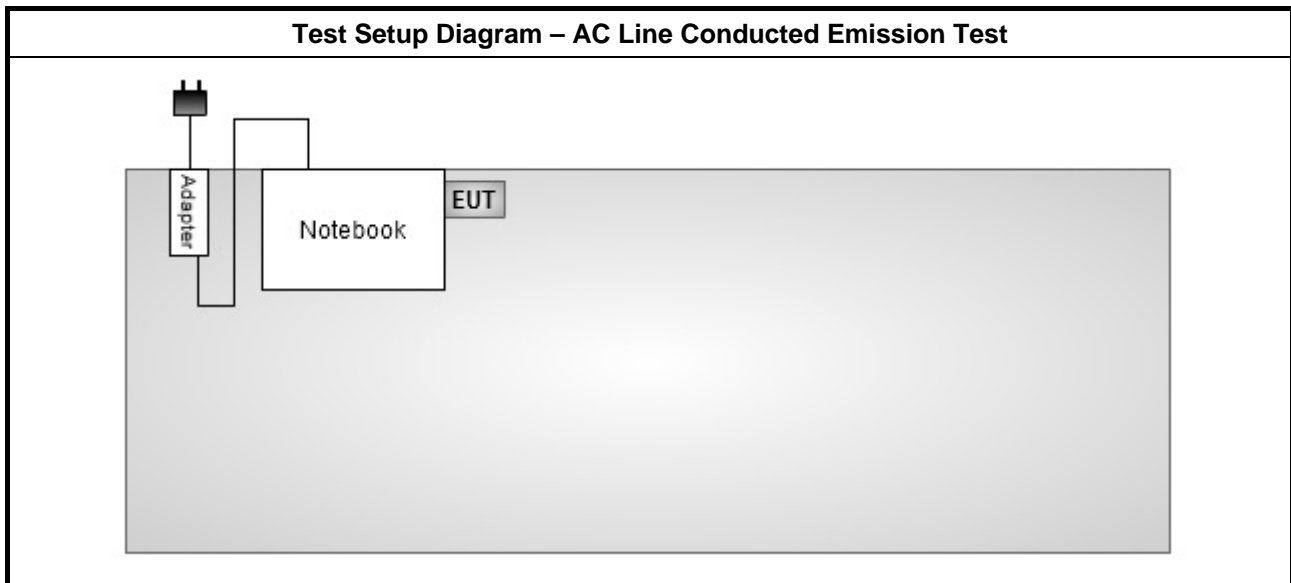 Test Setup Diagram – AC Line Conducted Emission Test
Adapter
Notebook
EUT